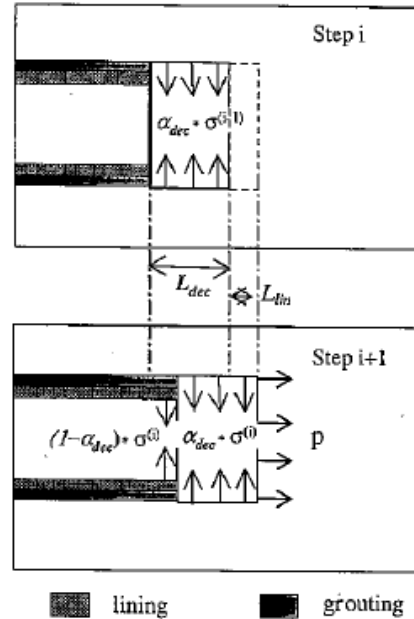 Step i
α_dec * σ^(i-1)
L_dec
L_lin
Step i+1
(1-α_dec) * σ^(i) α_dec * σ^(i)
p
lining grouting